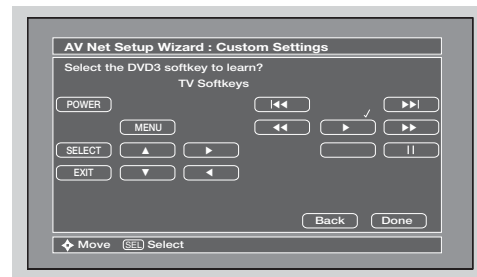 AV Net Setup Wizard : Custom Settings
Select the DVD3 softkey to learn?
TV Softkeys
POWER
MENU
SELECT
EXIT
Back Done
Move SEL Select